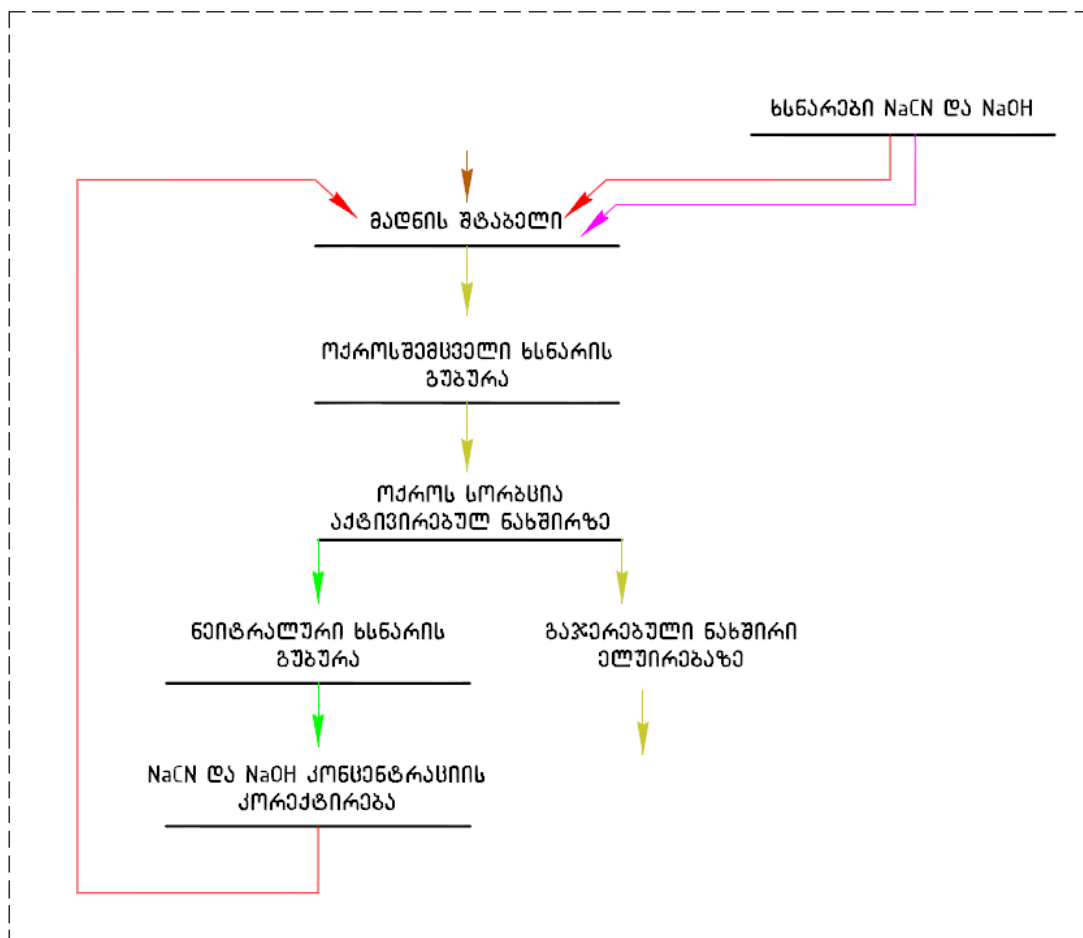 ხსნარები NaCN და NaOH
მადნის შტაბელი
ოქროსშემცველი ხსნარის
გუბურა
ოქროს სორბცია
აქტივირებულ ნახშირზე
ნეიტრალური ხსნარის
გუბურა
გაჯერებული ნახშირი
ელუირებაზე
NaCN და NaOH კონცენტრაციის
კორექტირება